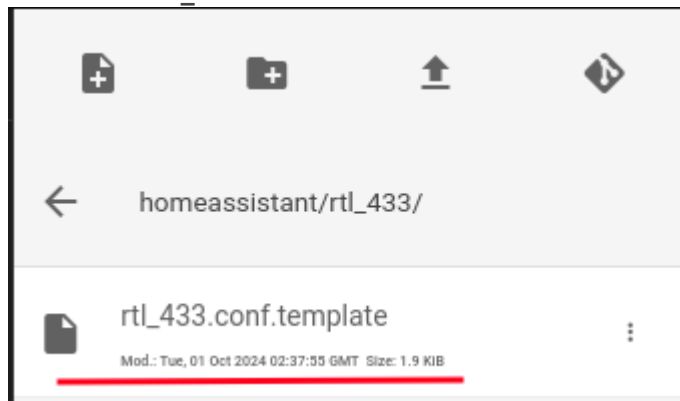 homeassistant/rtl_433/
rtl_433.conf.template
Mod.: Tue, 01 Oct 2024 02:37:55 GMT Size: 1.9 KiB